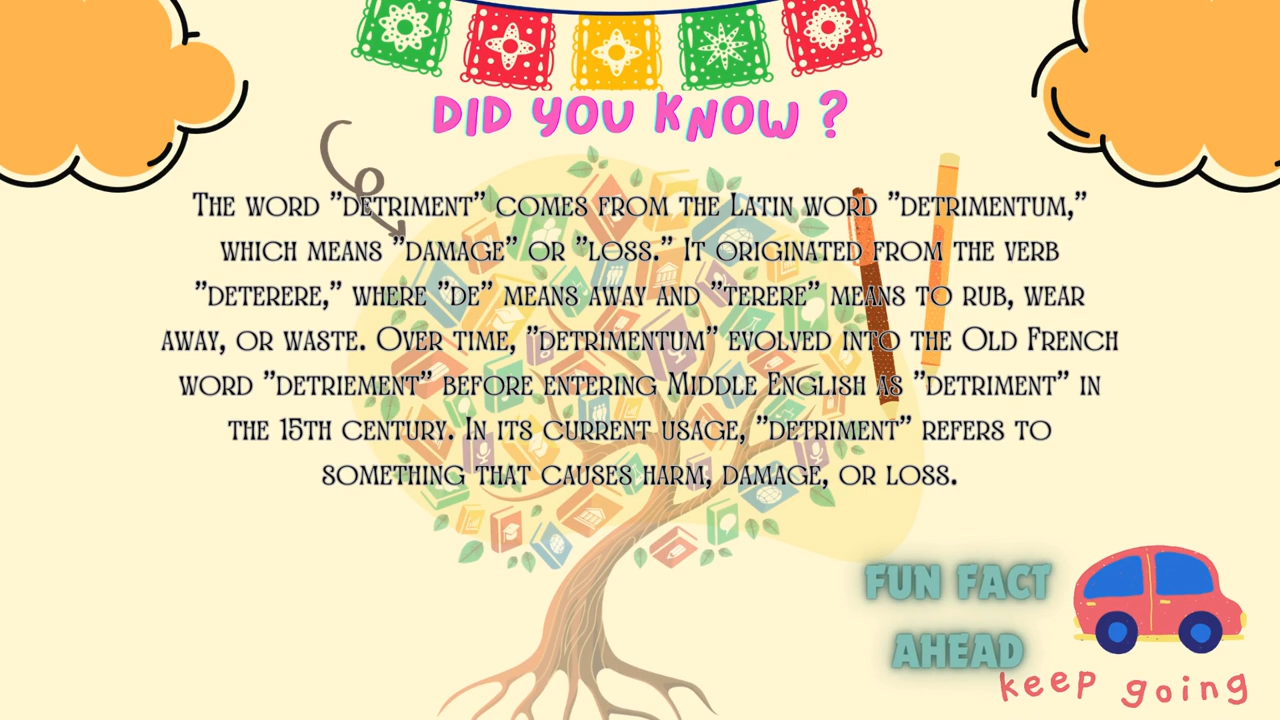 DID YOU KNOW ?
The word "detriment" comes from the Latin word "detrimentum,"
which means "damage" or "loss." It originated from the verb
"deterere," where "de" means away and "terere" means to rub, wear
away, or waste. Over time, "detrimentum" evolved into the Old French
word "detriement" before entering Middle English as "detriment" in
the 15th century. In its current usage, "detriment" refers to
something that causes harm, damage, or loss.
FUN FACT
AHEAD
keep going